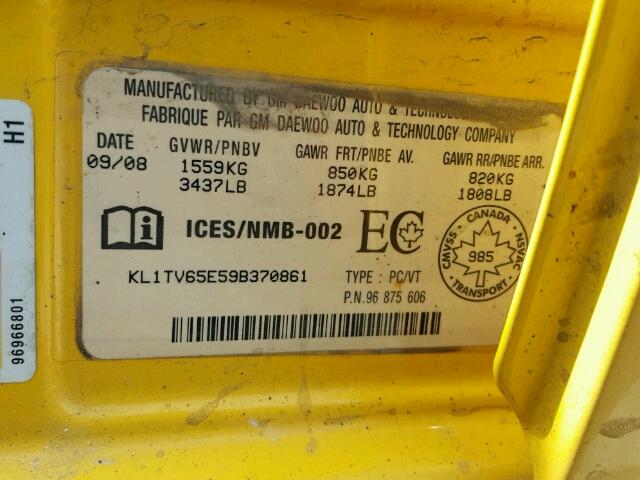 MANUFACTURED BY GM DAEWOO AUTO & TECHNOLOGY
FABRIQUE PAR GM DAEWOO AUTO & TECHNOLOGY COMPANY
DATE GVWR/PNBV GAWR FRT/PNBE AV. GAWR RR/PNBE ARR.
09/08 1559KG 850KG 820KG
3437LB 1874LB 1808LB
i ICES/NMB-002 EC
CANADA
CMVSS 985 NSVAC
TRANSPORT
KL1TV65E59B370861 TYPE : PC/VT
P.N.96 875 606
H1
96966801